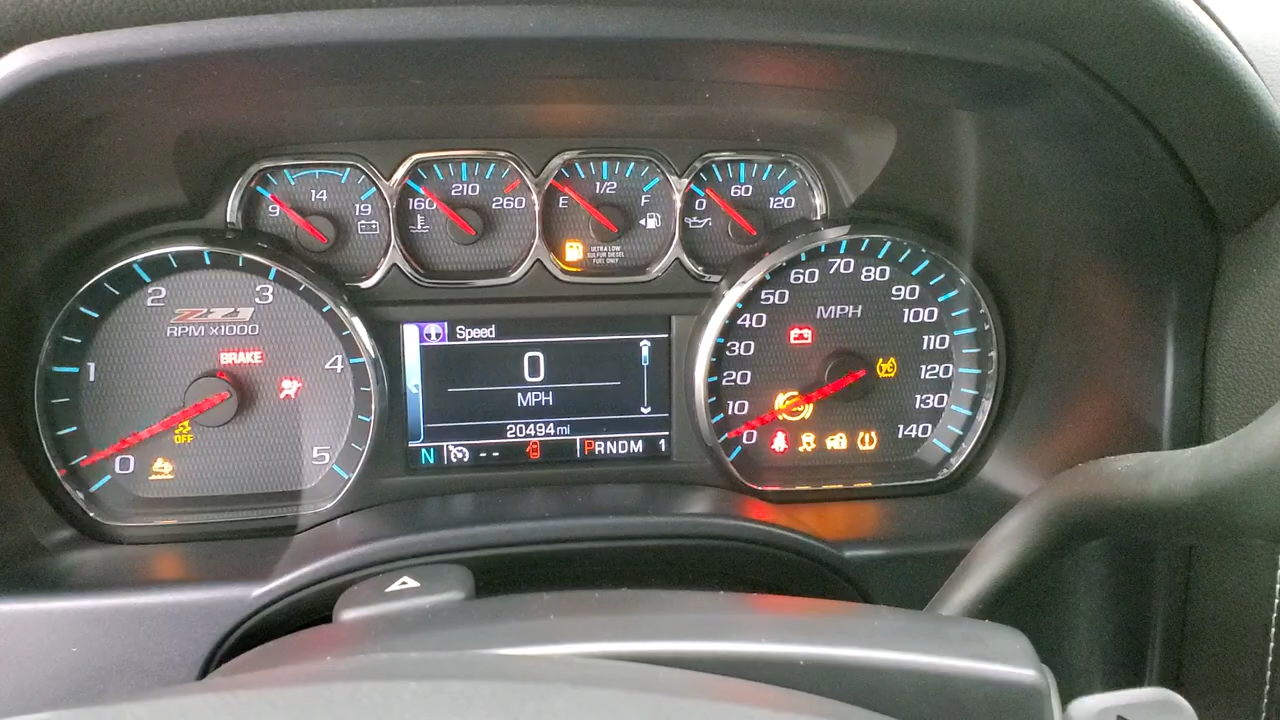 9 14 19
160 210 260
E 1/2 F
ULTRA LOW
SULFUR DIESEL
FUEL ONLY
0 60 120
0 1 2 3 4 5
Z71
RPM X1000
BRAKE
OFF
Speed
0
MPH
20494 mi
N -- PRNDM 1
0 10 20 30 40 50 60 70 80 90 100 110 120 130 140
MPH